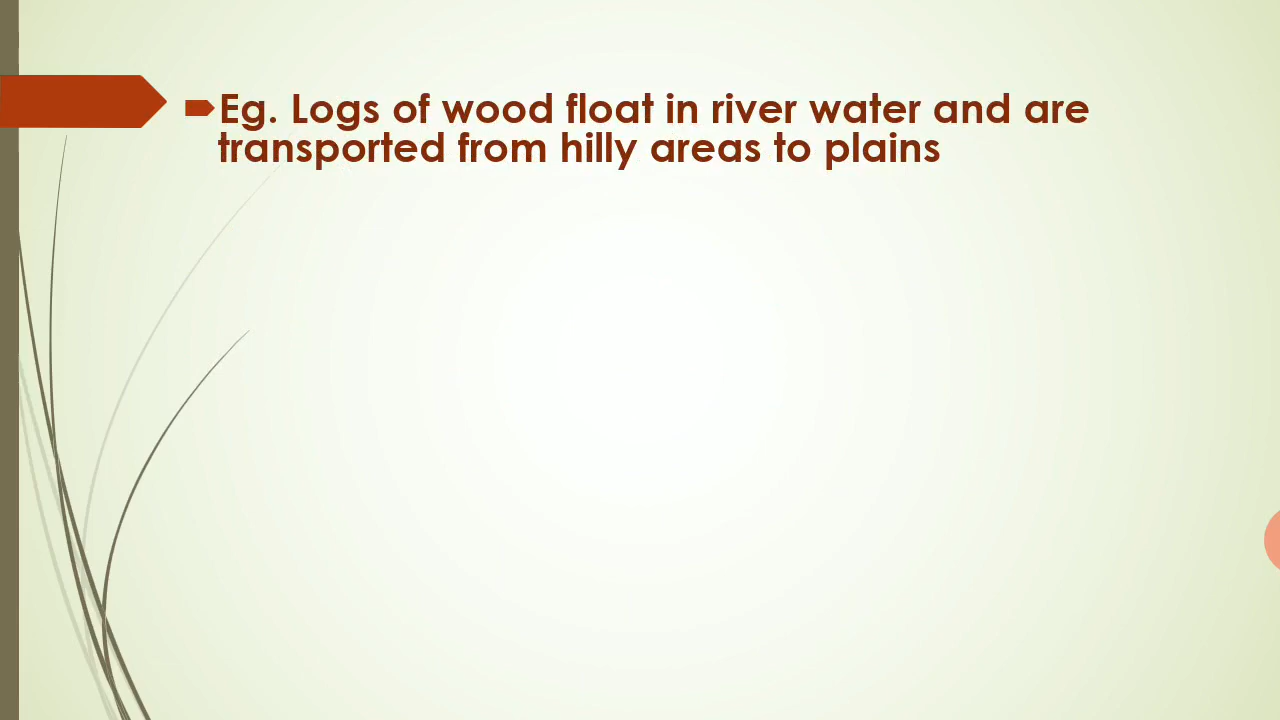 Eg. Logs of wood float in river water and are
transported from hilly areas to plains